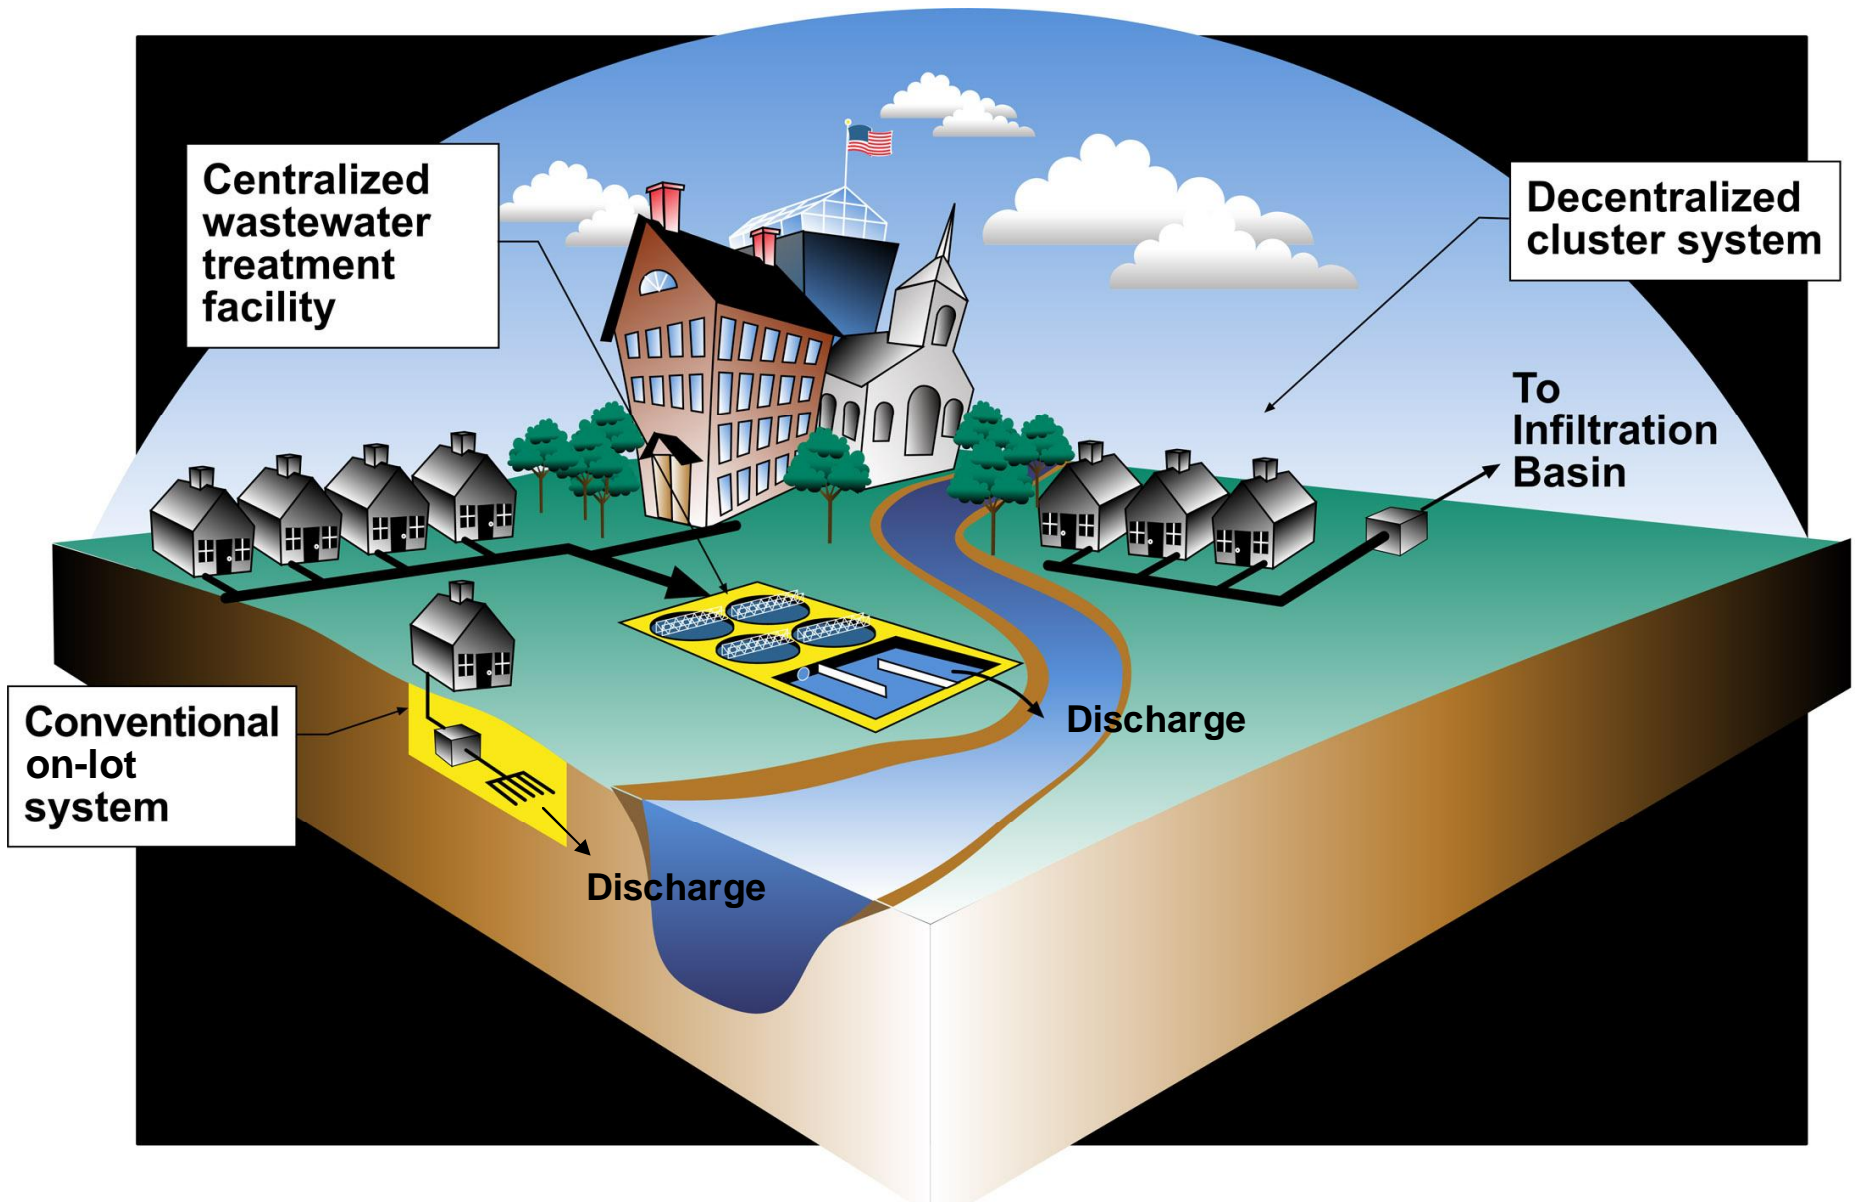 Centralized
wastewater
treatment
facility
Decentralized
cluster system
To
Infiltration
Basin
Conventional
on-lot
system
Discharge
Discharge